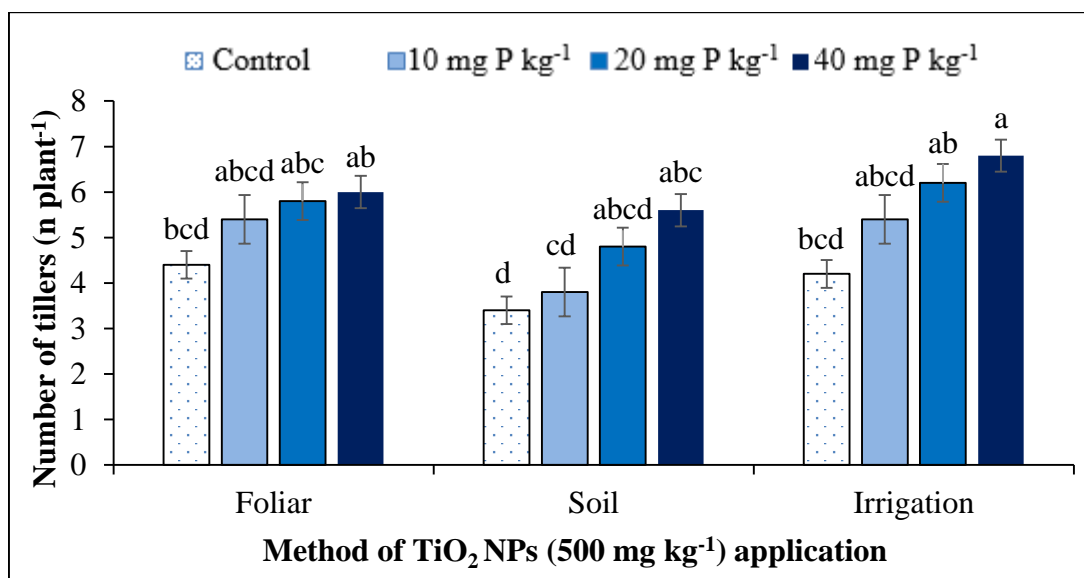 Control 10 mg P kg⁻¹ 20 mg P kg⁻¹ 40 mg P kg⁻¹
Number of tillers (n plant⁻¹)
8
7
6
5
4
3
2
1
0
bcd abcd abc ab
d cd abcd abc
bcd abcd ab a
Foliar Soil Irrigation
Method of TiO₂ NPs (500 mg kg⁻¹) application